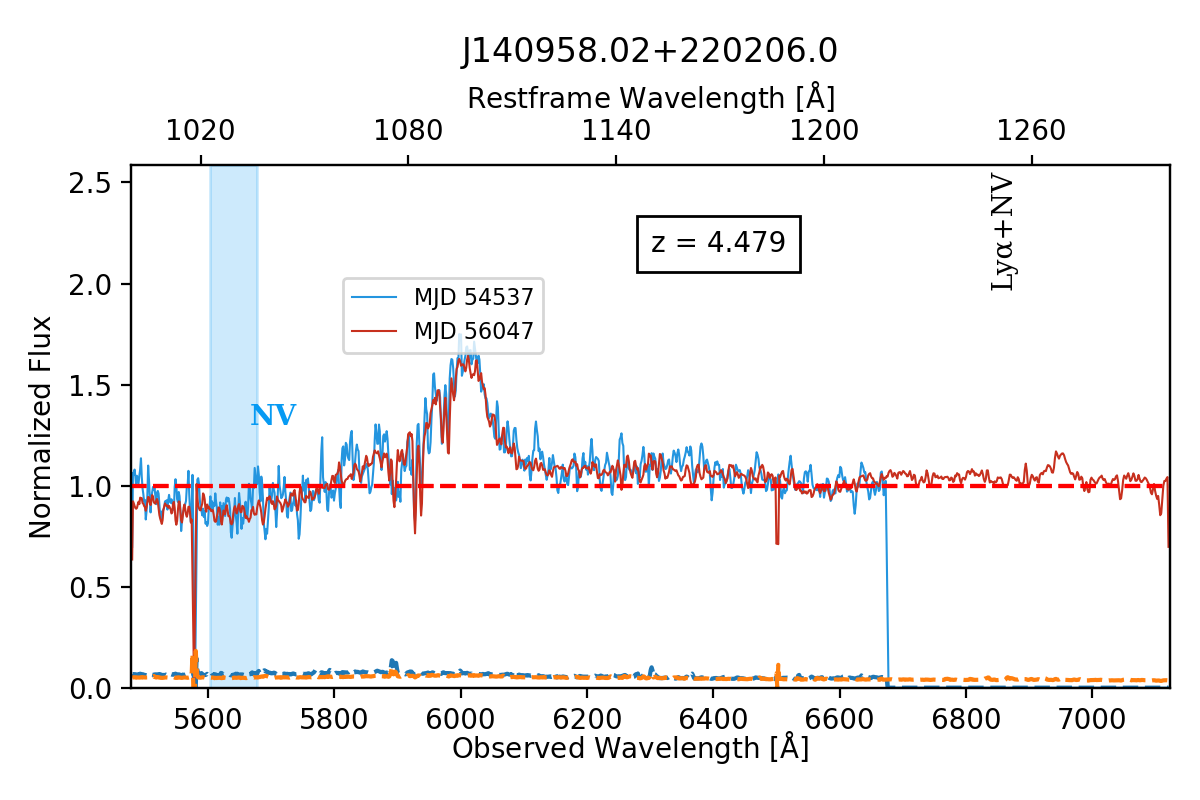 J140958.02+220206.0
Restframe Wavelength [Å]
1020 1080 1140 1200 1260
2.5
2.0
1.5
1.0
0.5
0.0
Normalized Flux
z = 4.479
Lyα+NV
MJD 54537
MJD 56047
NV
5600 5800 6000 6200 6400 6600 6800 7000
Observed Wavelength [Å]